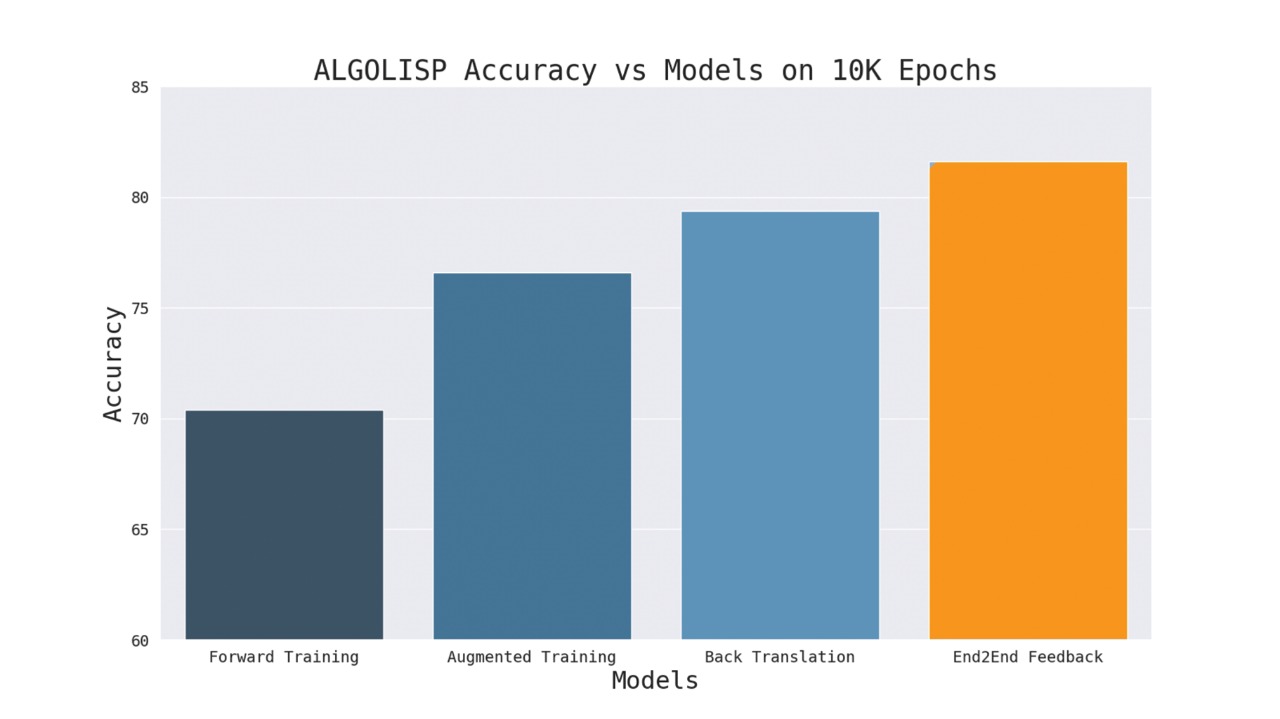 ALGOLISP Accuracy vs Models on 10K Epochs
85
80
75
70
65
60
Accuracy
Forward Training
Augmented Training
Back Translation
End2End Feedback
Models